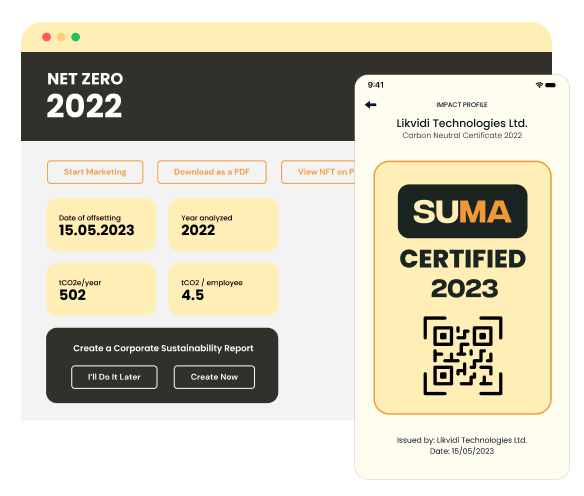 NET ZERO
2022
Start Marketing
Download as a PDF
View NFT on P
Date of offsetting
15.05.2023
Year analyzed
2022
tCO2e/year
502
tCO2 / employee
4.5
Create a Corporate Sustainability Report
I'll Do It Later
Create Now
9:41
IMPACT PROFILE
Likvidi Technologies Ltd.
Carbon Neutral Certificate 2022
SUMA
CERTIFIED
2023
Issued by: Likvidi Technologies Ltd.
Date: 15/05/2023